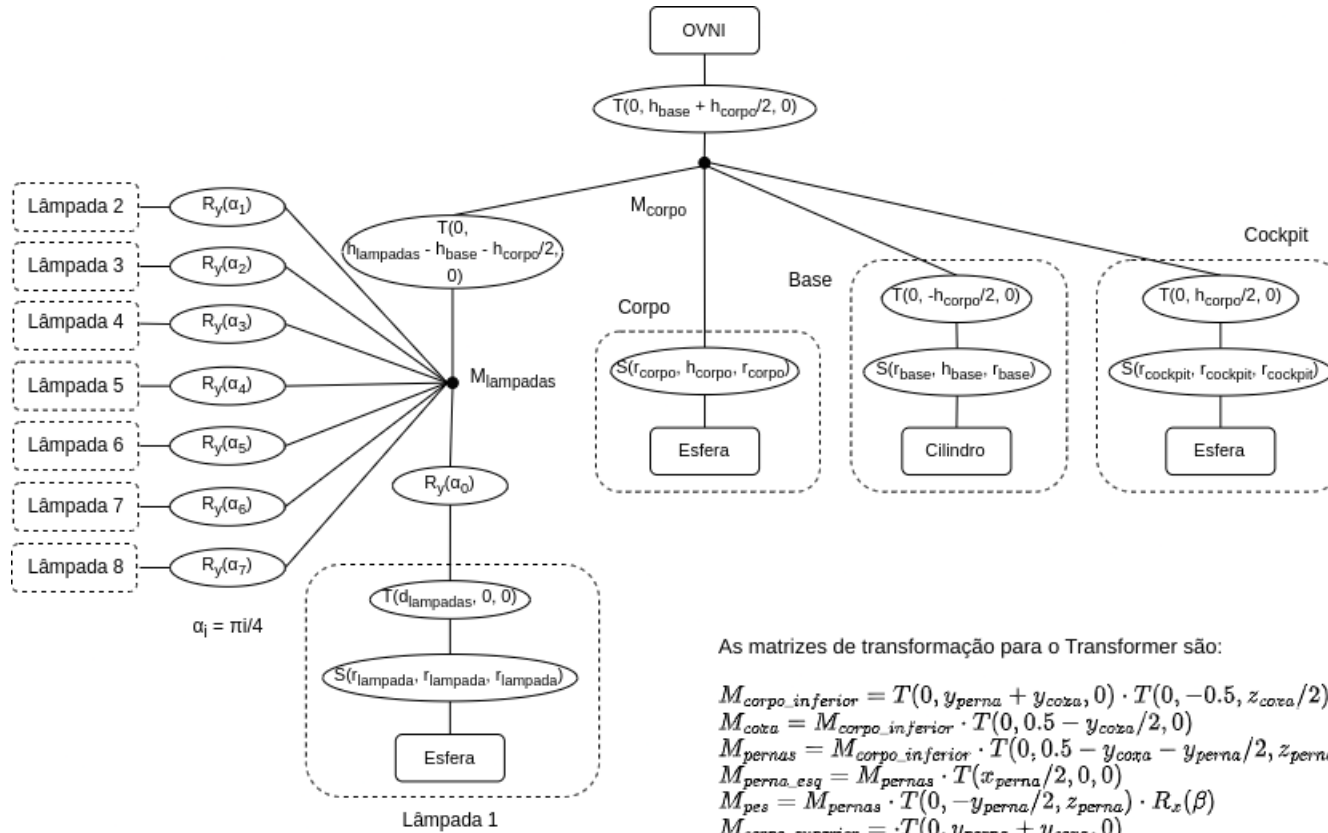 OVNI
T(0, h_base + h_corpo/2, 0)
M_corpo
T(0,
h_lampadas - h_base - h_corpo/2,
0)
Lâmpada 2
R_y(α_1)
Lâmpada 3
R_y(α_2)
Lâmpada 4
R_y(α_3)
Lâmpada 5
R_y(α_4)
Lâmpada 6
R_y(α_5)
Lâmpada 7
R_y(α_6)
Lâmpada 8
R_y(α_7)
α_i = πi/4
M_lampadas
R_y(α_0)
T(d_lampadas, 0, 0)
S(r_lampada, r_lampada, r_lampada)
Esfera
Lâmpada 1
Corpo
S(r_corpo, h_corpo, r_corpo)
Esfera
Base
T(0, -h_corpo/2, 0)
S(r_base, h_base, r_base)
Cilindro
Cockpit
T(0, h_corpo/2, 0)
S(r_cockpit, r_cockpit, r_cockpit)
Esfera
As matrizes de transformação para o Transformer são:
M_corpo_inferior = T(0, y_perna + y_coxa, 0) · T(0, −0.5, z_coxa/2)
M_coxa = M_corpo_inferior · T(0, 0.5 − y_coxa/2, 0)
M_pernas = M_corpo_inferior · T(0, 0.5 − y_coxa − y_perna/2, z_perna
M_perna_esq = M_pernas · T(x_perna/2, 0, 0)
M_pes = M_pernas · T(0, −y_perna/2, z_perna) · R_x(β)
M_corpo_superior = ·T(0, y_perna + y_coxa, 0)